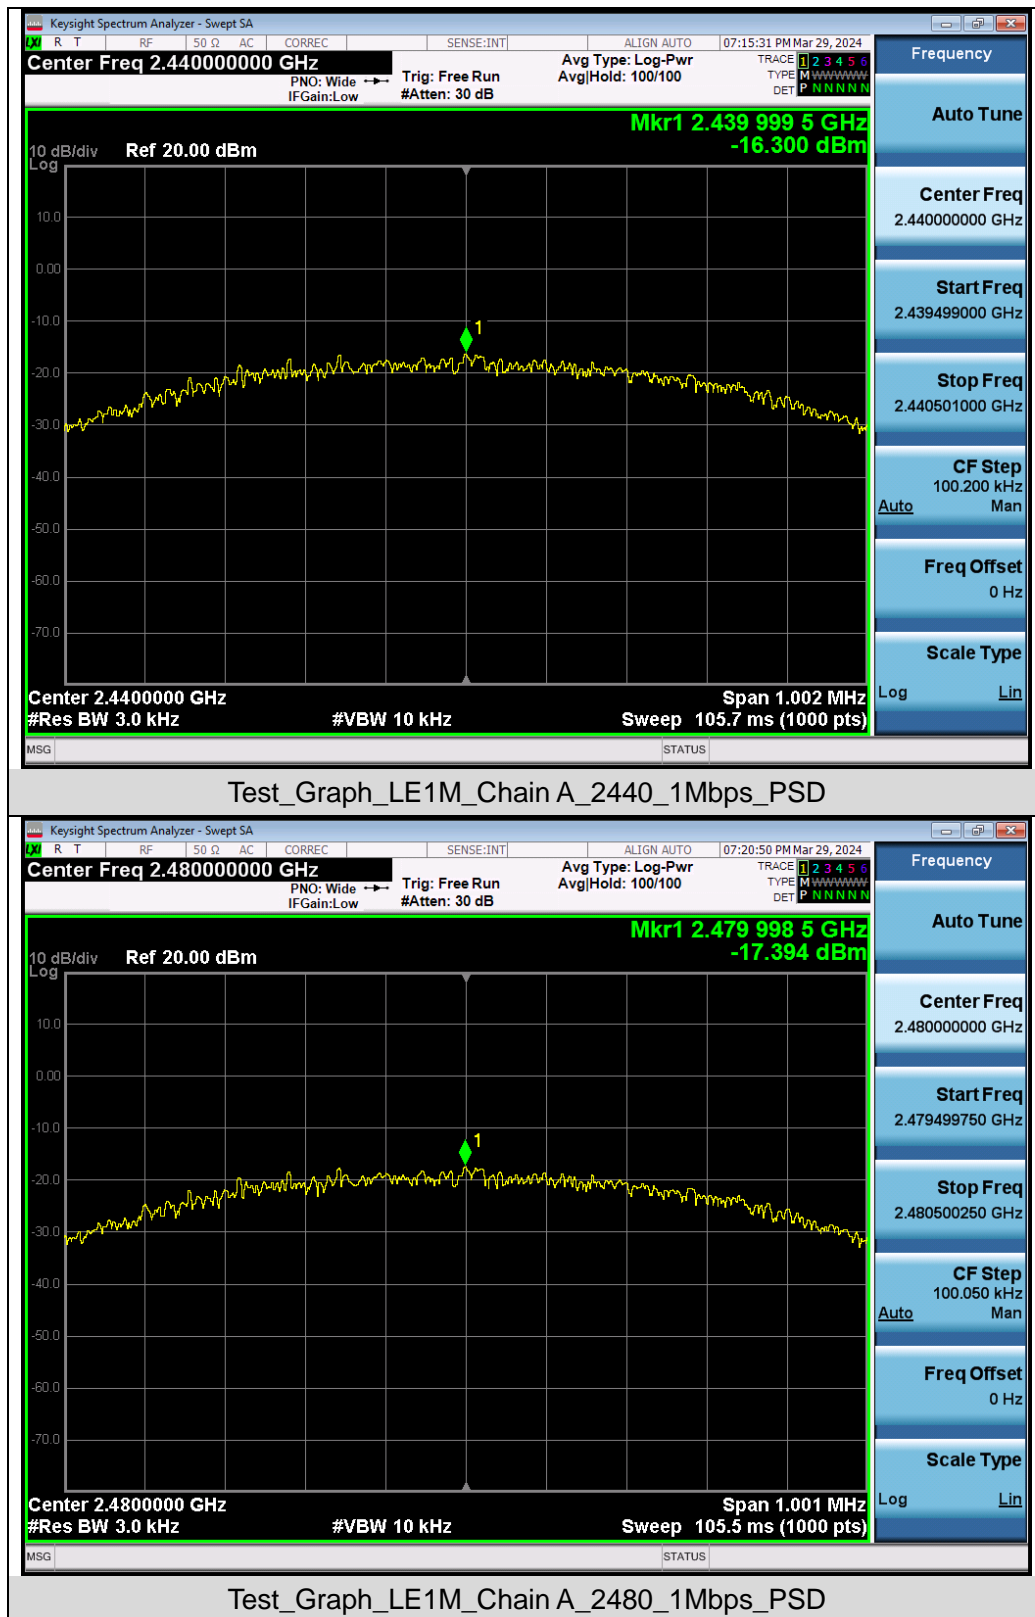 Keysight Spectrum Analyzer - Swept SA
LXI R T RF 50 Ω AC CORREC SENSE:INT ALIGN AUTO 07:15:31 PM Mar 29, 2024
Center Freq 2.440000000 GHz
PNO: Wide
IFGain:Low
Trig: Free Run
#Atten: 30 dB
Avg Type: Log-Pwr
Avg|Hold: 100/100
TRACE 1 2 3 4 5 6
TYPE M WWWWW
DET P N N N N N
Mkr1 2.439 999 5 GHz
-16.300 dBm
10 dB/div Ref 20.00 dBm
Log
10.0
0.00
-10.0
1
-20.0
-30.0
-40.0
-50.0
-60.0
-70.0
Center 2.4400000 GHz Span 1.002 MHz
#Res BW 3.0 kHz #VBW 10 kHz Sweep 105.7 ms (1000 pts)
MSG STATUS
Frequency
Auto Tune
Center Freq
2.440000000 GHz
Start Freq
2.439499000 GHz
Stop Freq
2.440501000 GHz
CF Step
100.200 kHz
Auto Man
Freq Offset
0 Hz
Scale Type
Log Lin
Test_Graph_LE1M_Chain A_2440_1Mbps_PSD
Keysight Spectrum Analyzer - Swept SA
LXI R T RF 50 Ω AC CORREC SENSE:INT ALIGN AUTO 07:20:50 PM Mar 29, 2024
Center Freq 2.480000000 GHz
PNO: Wide
IFGain:Low
Trig: Free Run
#Atten: 30 dB
Avg Type: Log-Pwr
Avg|Hold: 100/100
TRACE 1 2 3 4 5 6
TYPE M WWWWW
DET P N N N N N
Mkr1 2.479 998 5 GHz
-17.394 dBm
10 dB/div Ref 20.00 dBm
Log
10.0
0.00
-10.0
1
-20.0
-30.0
-40.0
-50.0
-60.0
-70.0
Center 2.4800000 GHz Span 1.001 MHz
#Res BW 3.0 kHz #VBW 10 kHz Sweep 105.5 ms (1000 pts)
MSG STATUS
Frequency
Auto Tune
Center Freq
2.480000000 GHz
Start Freq
2.479499750 GHz
Stop Freq
2.480500250 GHz
CF Step
100.050 kHz
Auto Man
Freq Offset
0 Hz
Scale Type
Log Lin
Test_Graph_LE1M_Chain A_2480_1Mbps_PSD